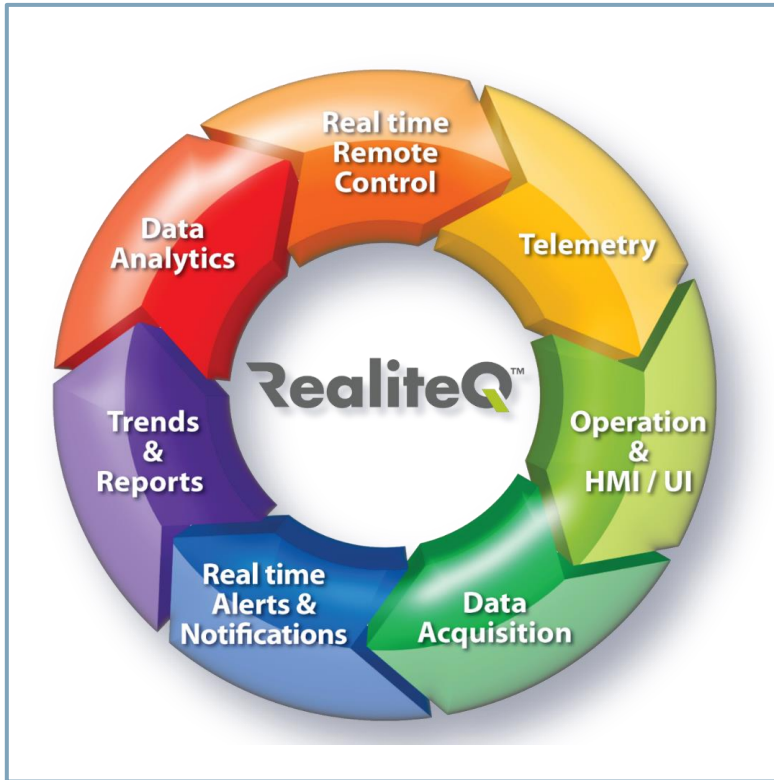 Real time
Remote
Control
Telemetry
Operation
&
HMI / UI
Data
Acquisition
Real time
Alerts &
Notifications
Trends
&
Reports
Data
Analytics
RealiteQ™